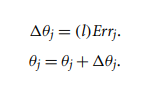 Δθj = (l)Errj.
θj = θj + Δθj.